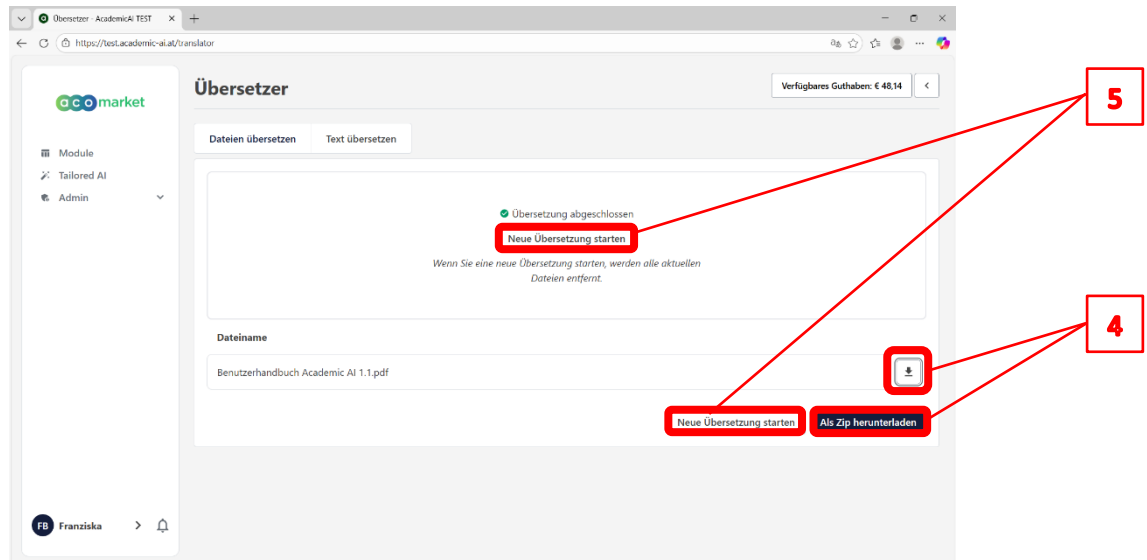 Übersetzer - AcademicAI TEST
https://test.academic-ai.at/translator
aco market
Übersetzer
Verfügbares Guthaben: € 48,14
5
Dateien übersetzen
Text übersetzen
Module
Tailored AI
Admin
Übersetzung abgeschlossen
Neue Übersetzung starten
Wenn Sie eine neue Übersetzung starten, werden alle aktuellen
Dateien entfernt.
4
Dateiname
Benutzerhandbuch Academic AI 1.1.pdf
Neue Übersetzung starten
Als Zip herunterladen
FB
Franziska